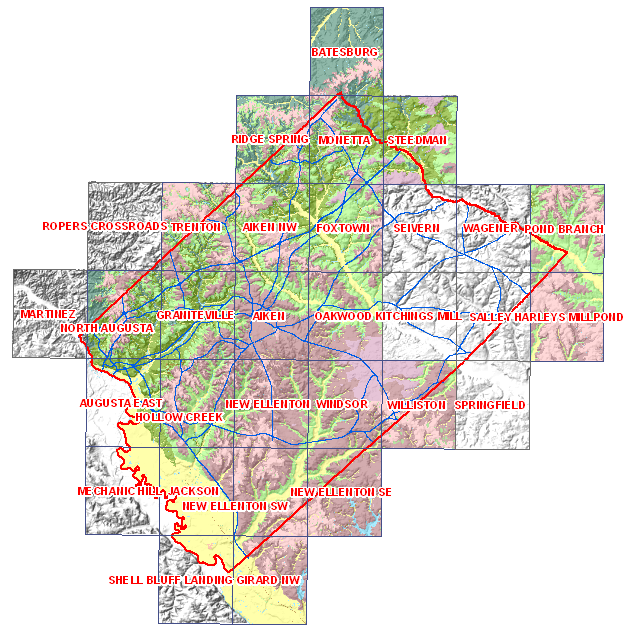 BATESBURG
RIDGE SPRING MONETTA STEEDMAN
ROPERS CROSSROADS TRENTON AIKEN NW FOXTOWN SEIVERN WAGENER POND BRANCH
MARTINEZ NORTH AUGUSTA GRANITEVILLE AIKEN OAKWOOD KITCHINGS MILL SALLEY HARLEYS MILLPOND
AUGUSTA EAST HOLLOW CREEK NEW ELLENTON WINDSOR WILLISTON SPRINGFIELD
MECHANIC HILL JACKSON NEW ELLENTON SW NEW ELLENTON SE
SHELL BLUFF LANDING GIRARD NW